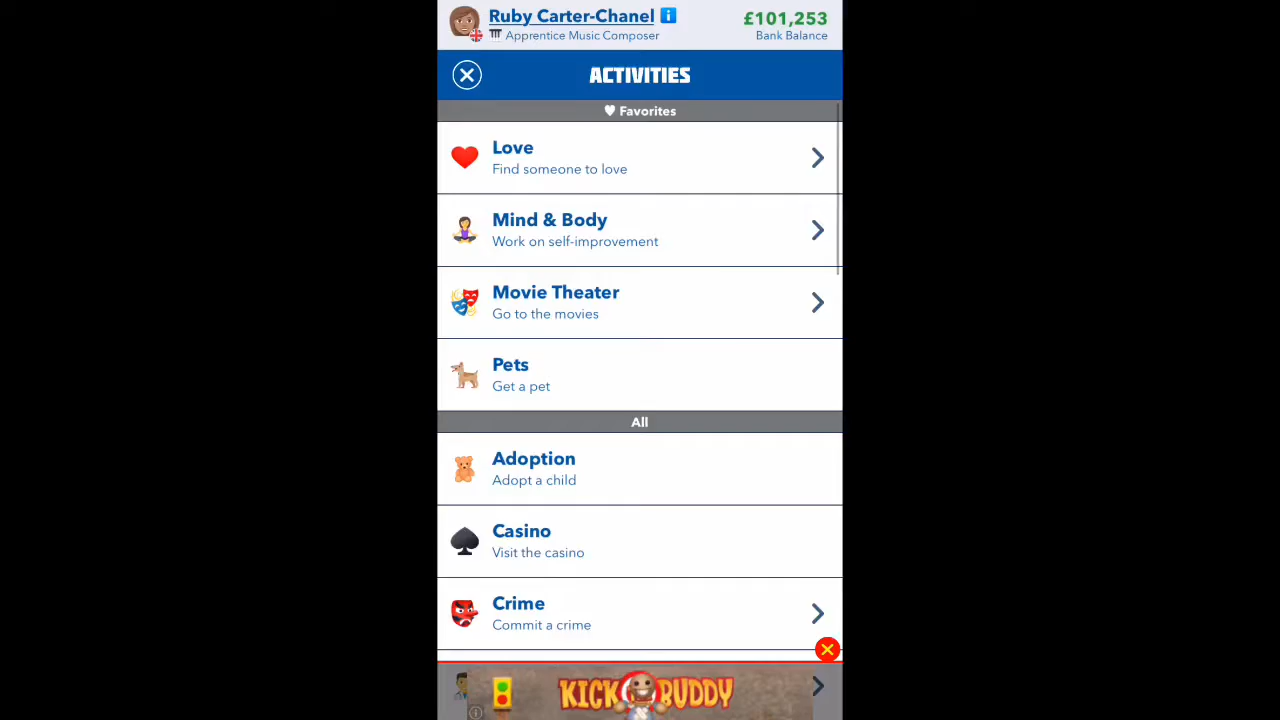 Ruby Carter-Chanel
£101,253
Apprentice Music Composer
Bank Balance
ACTIVITIES
Favorites
Love
Find someone to love
Mind & Body
Work on self-improvement
Movie Theater
Go to the movies
Pets
Get a pet
All
Adoption
Adopt a child
Casino
Visit the casino
Crime
Commit a crime
KICK BUDDY